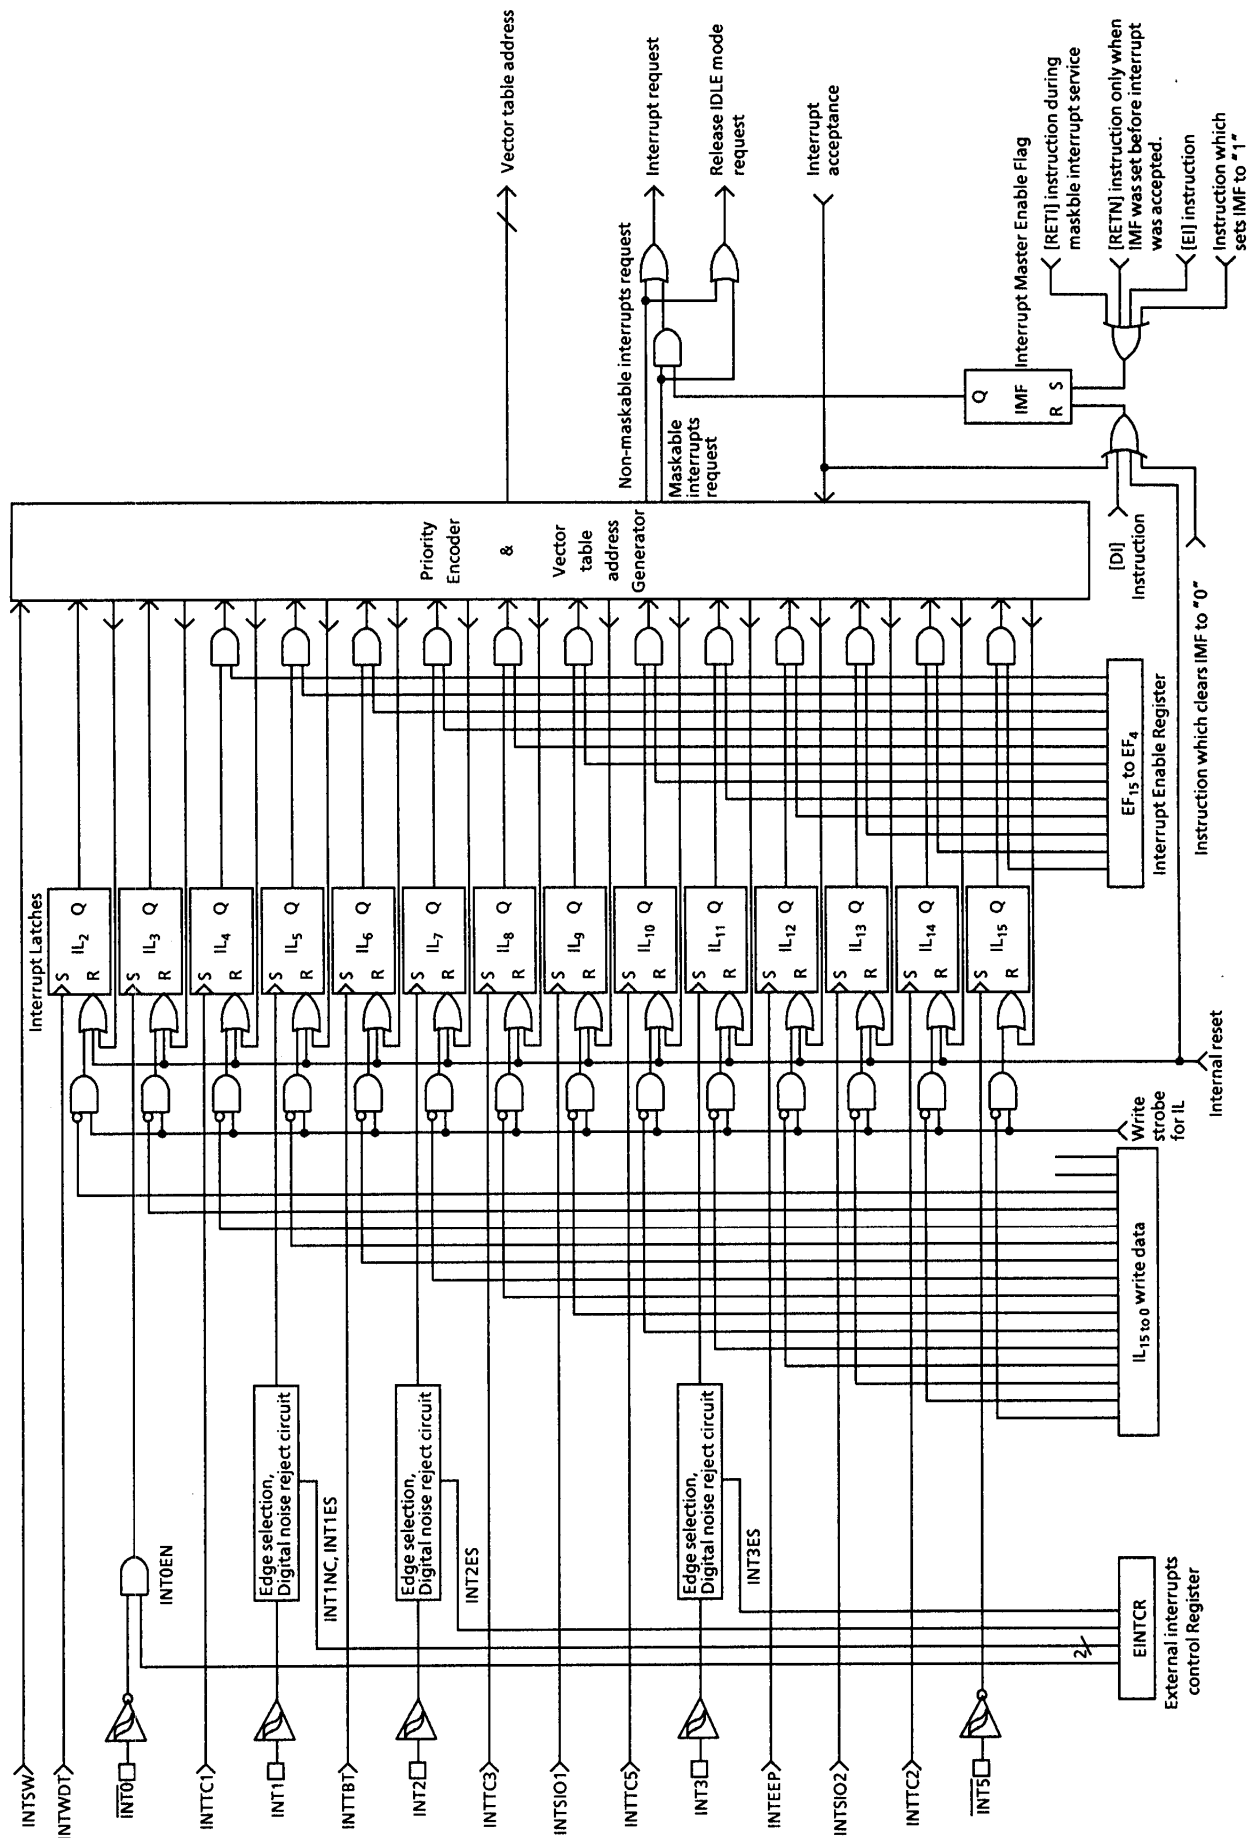 INTSW
INTWDT
INT0
INTTC1
INT1
INTTBT
INT2
INTTC3
INTSIO1
INTTC5
INT3
INTEEP
INTSIO2
INTTC2
INT5
INT0EN
Edge selection,
Digital noise reject circuit
INT1NC, INT1ES
Edge selection,
Digital noise reject circuit
INT2ES
Edge selection,
Digital noise reject circuit
INT3ES
2
EINTCR
External interrupts
control Register
IL15 to 0 write data
Write
strobe
for IL
Internal reset
Interrupt Latches
S
IL2 Q
R
S
IL3 Q
R
S
IL4 Q
R
S
IL5 Q
R
S
IL6 Q
R
S
IL7 Q
R
S
IL8 Q
R
S
IL9 Q
R
S
IL10 Q
R
S
IL11 Q
R
S
IL12 Q
R
S
IL13 Q
R
S
IL14 Q
R
S
IL15 Q
R
EF15 to EF4
Interrupt Enable Register
Instruction which clears IMF to "0"
Priority
Encoder
&
Vector
table
address
Generator
[DI]
Instruction
Vector table address
Non-maskable interrupts request
Maskable
interrupts
request
Interrupt request
Release IDLE mode
request
Interrupt
acceptance
Q
IMF
R S
Interrupt Master Enable Flag
[RETI] instruction during
maskble interrupt service
[RETN] instruction only when
IMF was set before interrupt
was accepted.
[EI] instruction
Instruction which
sets IMF to "1"